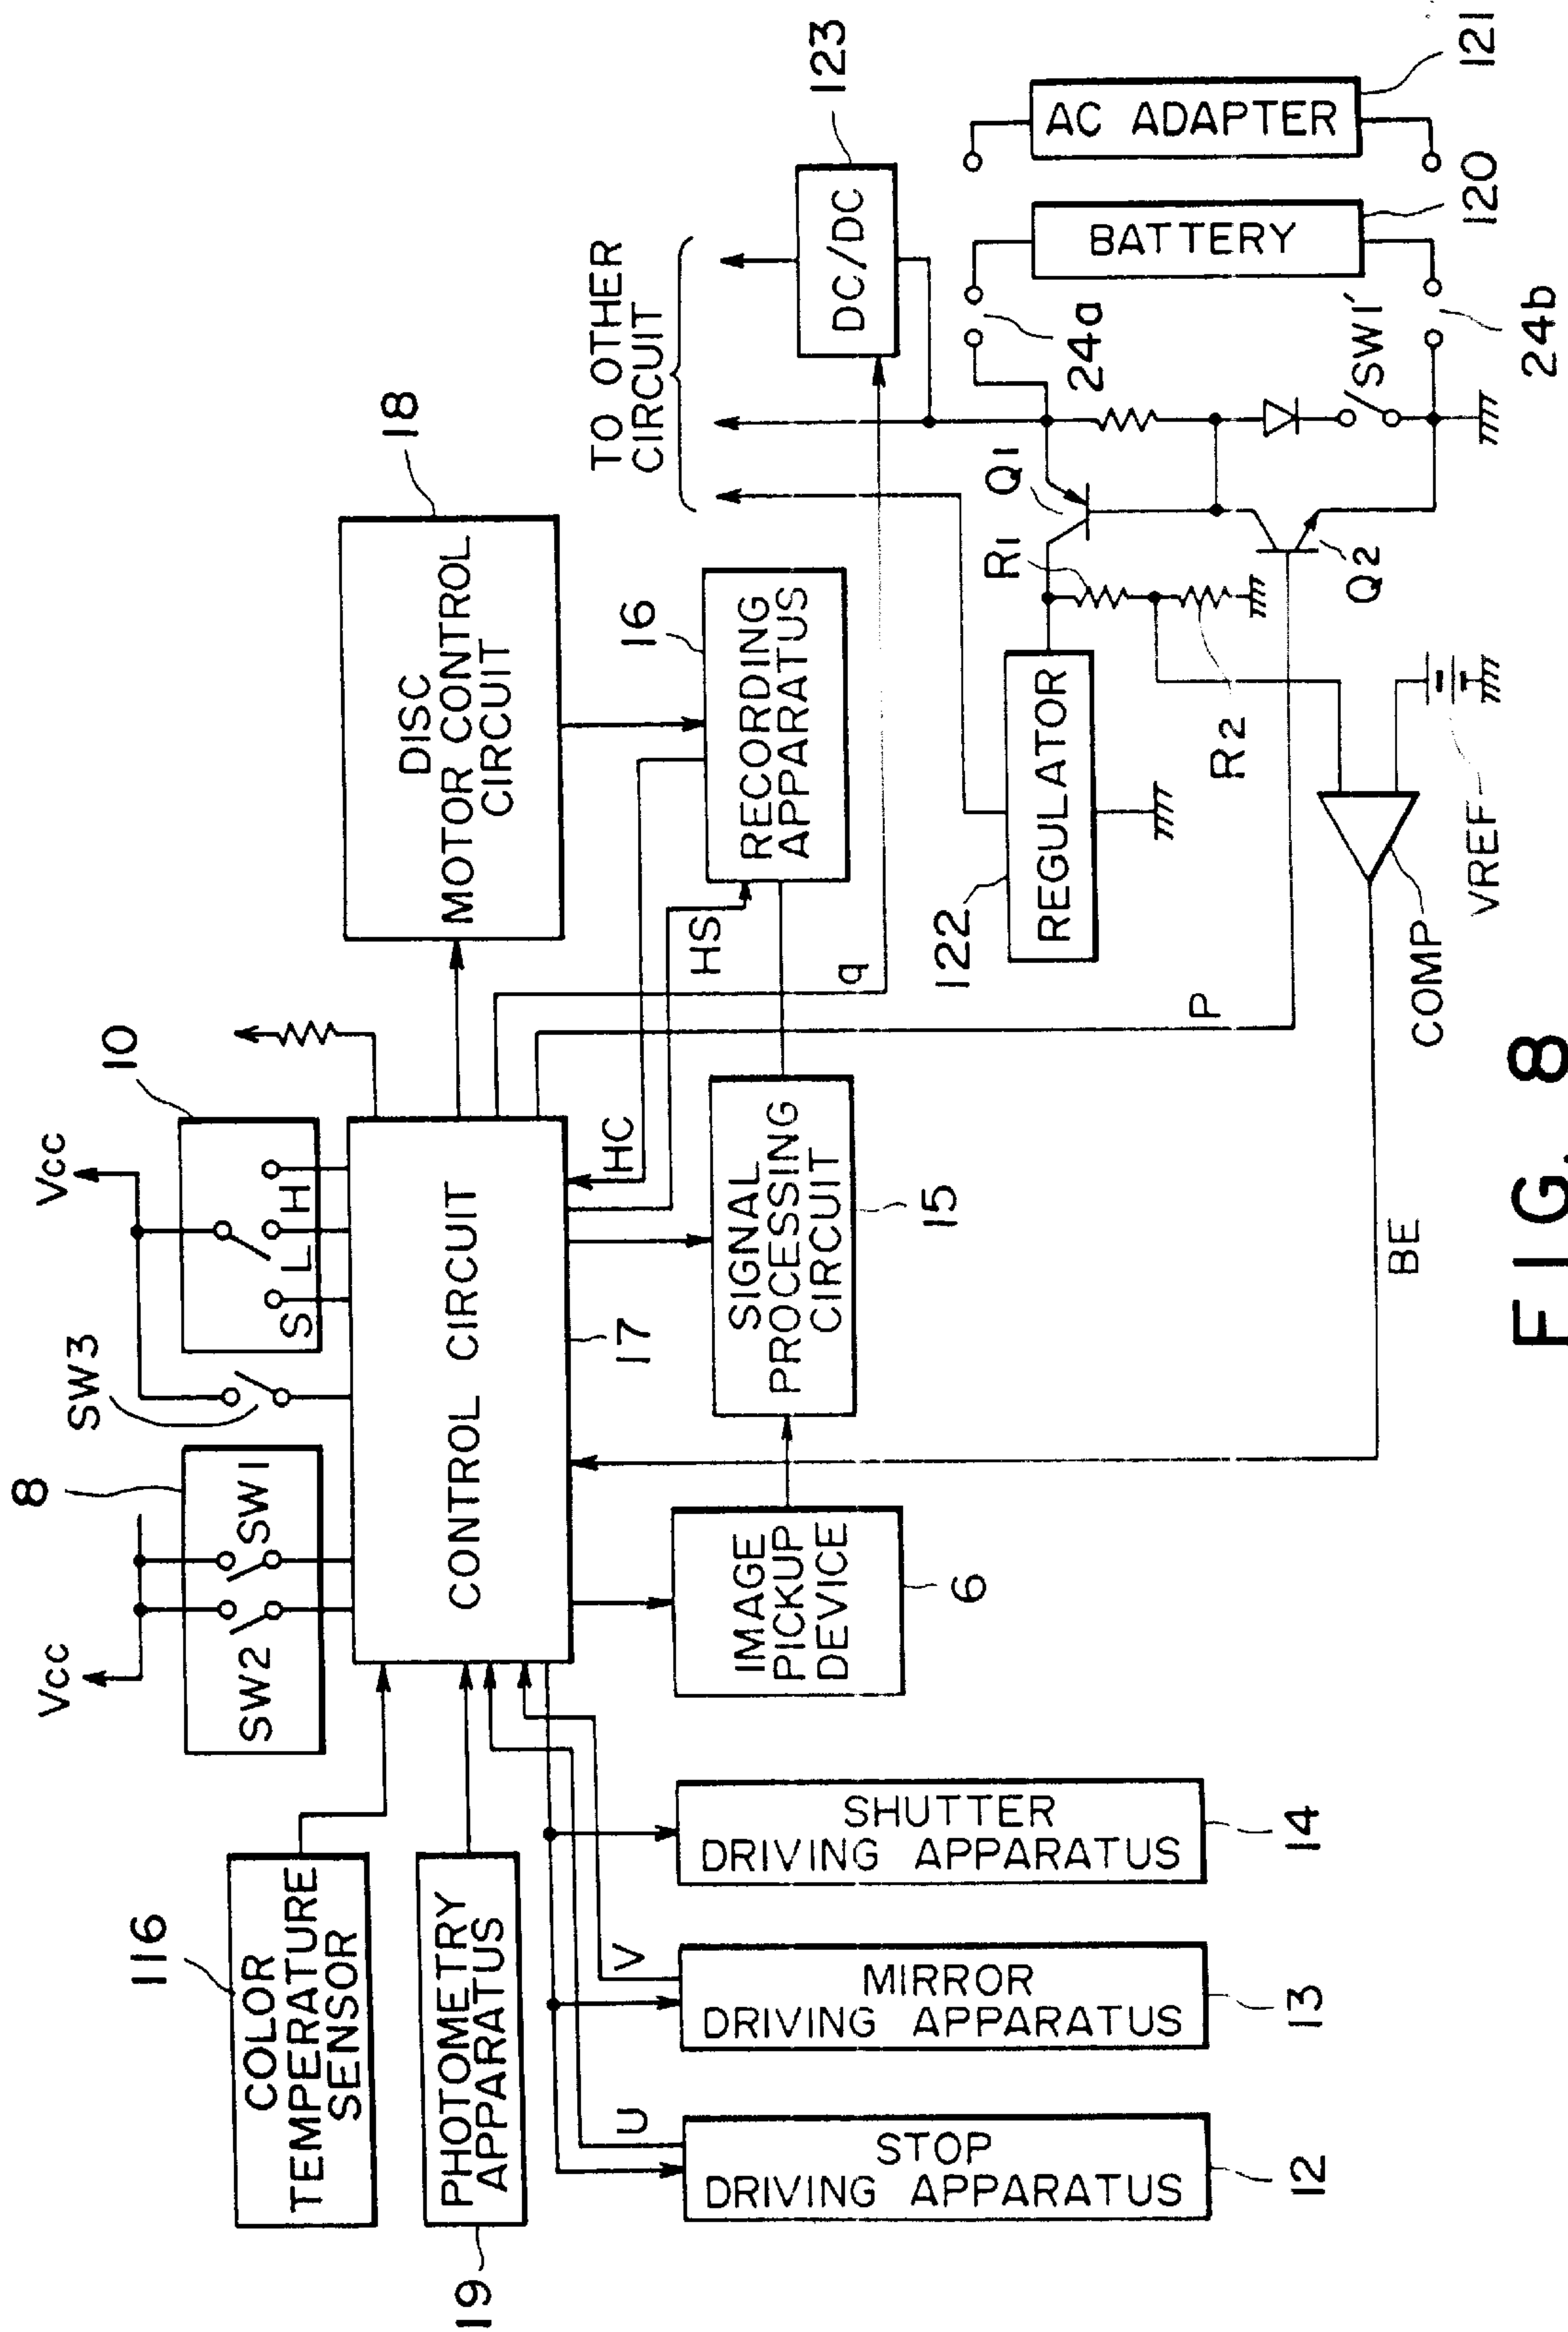 Vcc
8
SW2
SW1
SW3
Vcc
10
S
L
H
116
COLOR
TEMPERATURE
SENSOR
19
PHOTOMETRY
APPARATUS
CONTROL CIRCUIT
17
DISC
MOTOR CONTROL
CIRCUIT
18
HC
HS
16
RECORDING
APPARATUS
U
V
STOP
DRIVING APPARATUS
12
MIRROR
DRIVING APPARATUS
13
SHUTTER
DRIVING APPARATUS
14
IMAGE
PICKUP
DEVICE
6
SIGNAL
PROCESSING
CIRCUIT
15
q
P
BE
TO OTHER
CIRCUIT
DC/DC
123
122
REGULATOR
R1
Q1
24a
R2
Q2
SW1'
24b
BATTERY
120
AC ADAPTER
121
COMP
VREF
FIG. 8